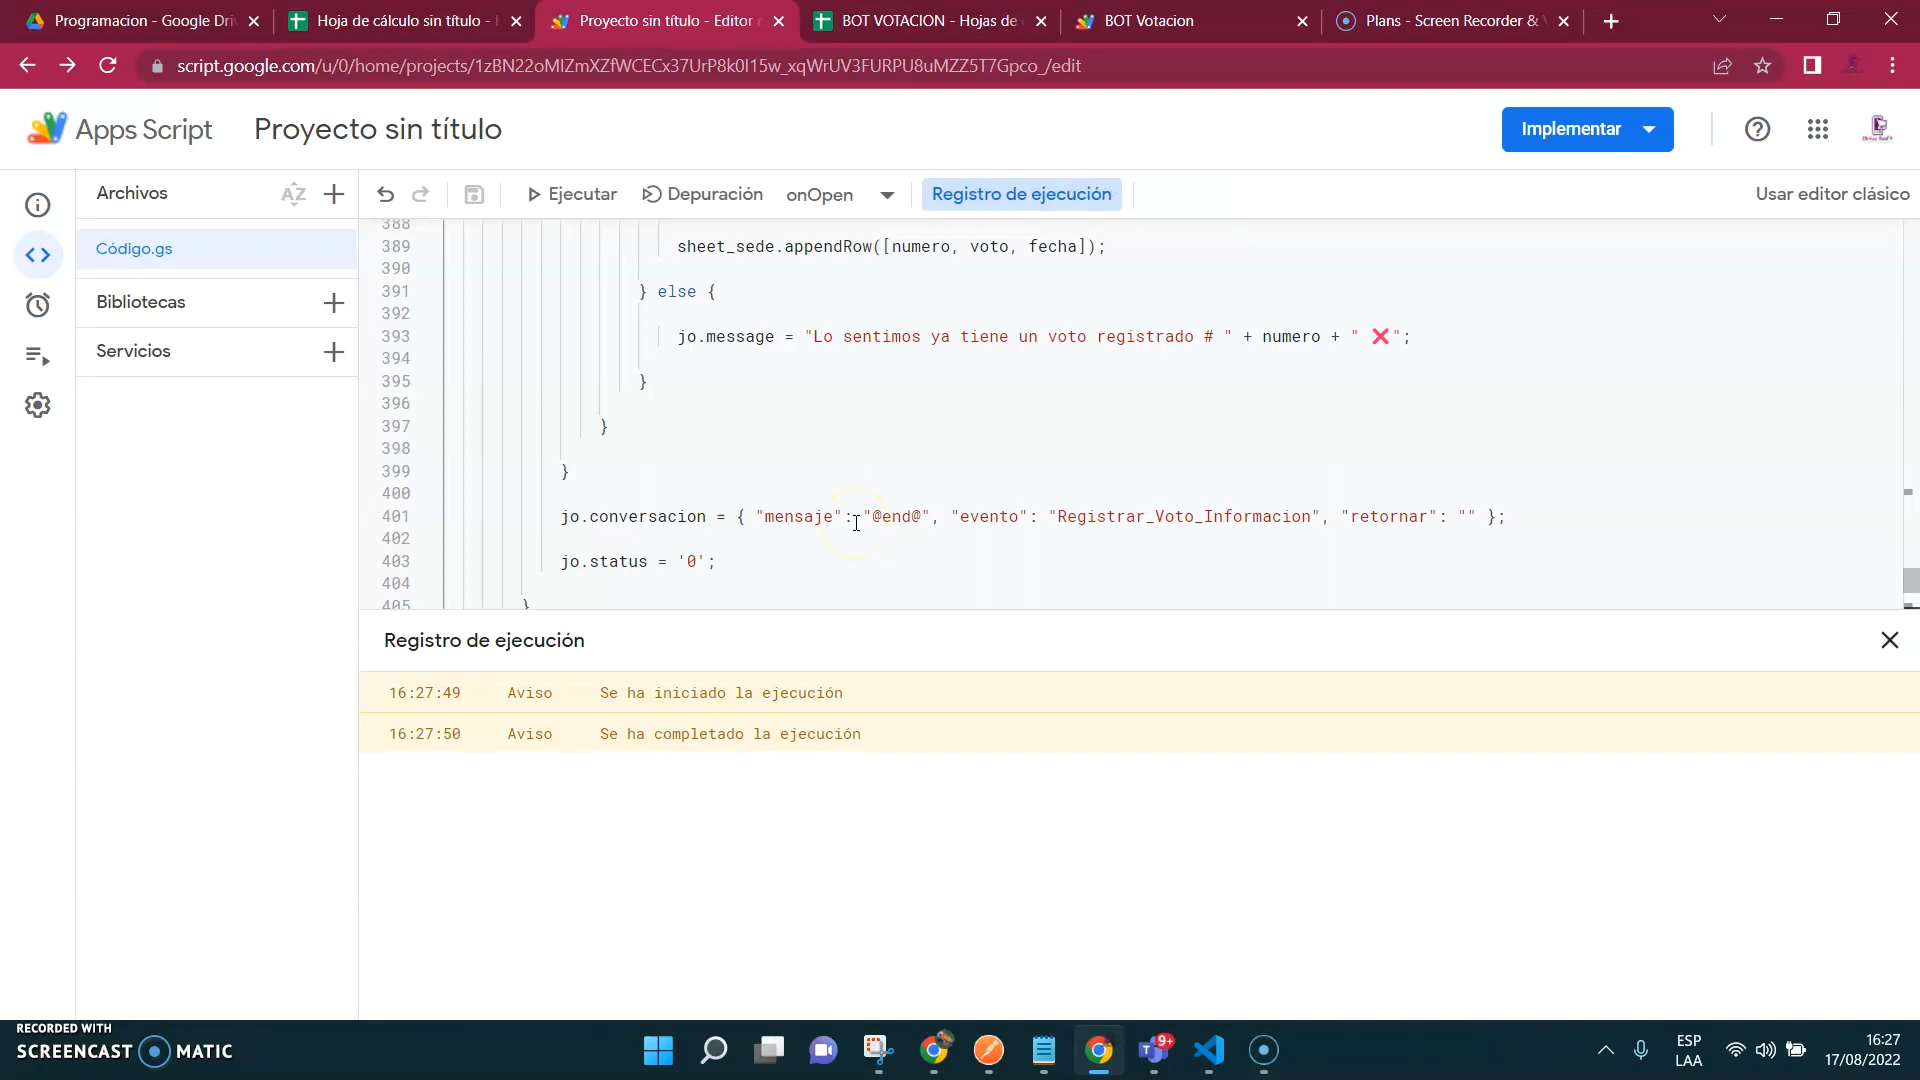 Programacion - Google Dri
Hoja de cálculo sin título -
Proyecto sin título - Editor
BOT VOTACION - Hojas de
BOT Votacion
Plans - Screen Recorder &
script.google.com/u/0/home/projects/1zBN22oMIZmXZfWCECx37UrP8k0I15w_xqWrUV3FURPU8uMZZ5T7Gpco_/edit
Apps Script
Proyecto sin título
Implementar
Archivos
AZ
Ejecutar
Depuración
onOpen
Registro de ejecución
Usar editor clásico
Código.gs
Bibliotecas
Servicios
388
389 sheet_sede.appendRow([numero, voto, fecha]);
390
391 } else {
392
393 jo.message = "Lo sentimos ya tiene un voto registrado # " + numero + " ❌";
394
395 }
396
397 }
398
399 }
400
401 jo.conversacion = { "mensaje": "@end@", "evento": "Registrar_Voto_Informacion", "retornar": "" };
402
403 jo.status = '0';
404
405 }
Registro de ejecución
16:27:49 Aviso Se ha iniciado la ejecución
16:27:50 Aviso Se ha completado la ejecución
RECORDED WITH
SCREENCAST MATIC
9+
ESP
LAA
16:27
17/08/2022